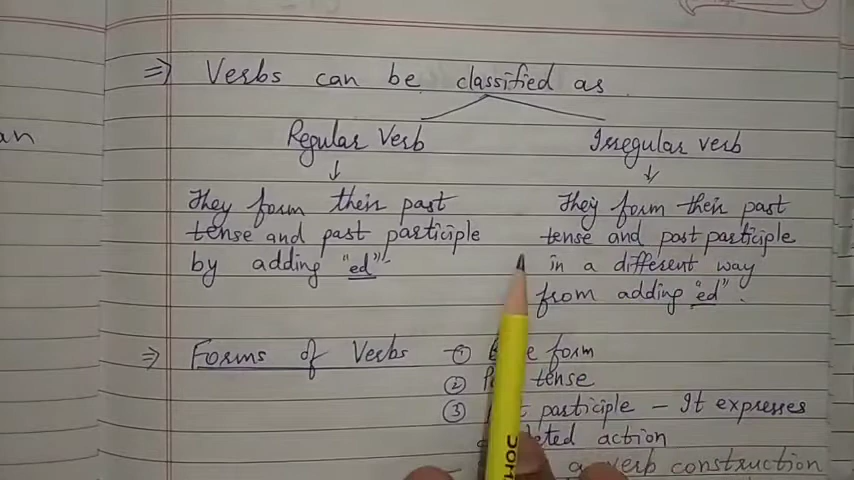 an
⇒ Verbs can be classified as
Regular Verb
Irregular verb
↓
↓
They form their past
tense and past participle
by adding "ed"
They form their past
tense and past participle
in a different way
from adding "ed".
⇒ Forms of Verbs ① form
② tense
③ participle - It expresses
action
a verb construction